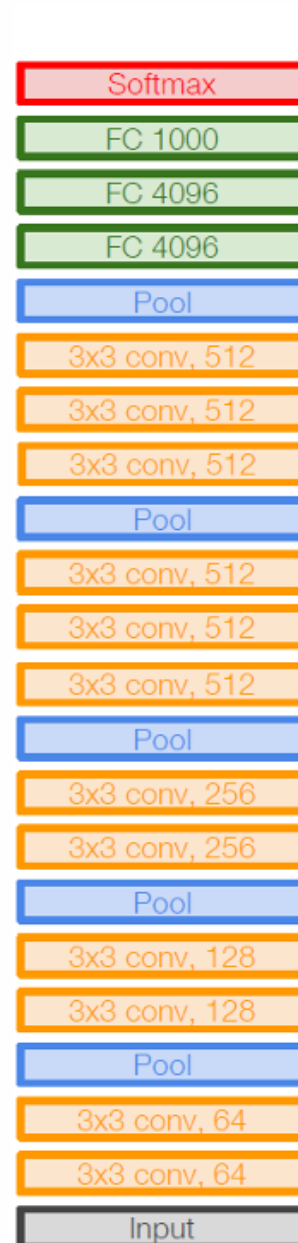 Softmax
FC 1000
FC 4096
FC 4096
Pool
3x3 conv, 512
3x3 conv, 512
3x3 conv, 512
Pool
3x3 conv, 512
3x3 conv, 512
3x3 conv, 512
Pool
3x3 conv, 256
3x3 conv, 256
Pool
3x3 conv, 128
3x3 conv, 128
Pool
3x3 conv, 64
3x3 conv, 64
Input